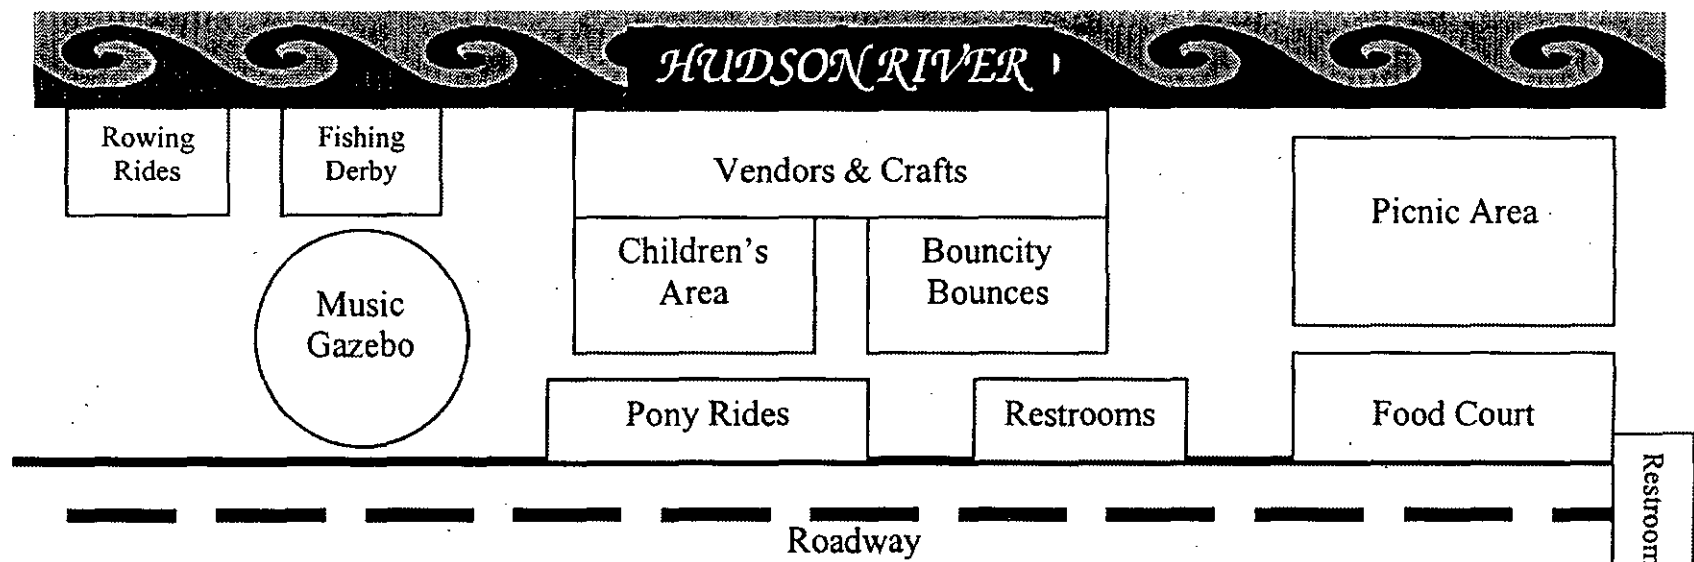 HUDSON RIVER
Rowing
Rides
Fishing
Derby
Vendors & Crafts
Picnic Area
Children's
Area
Bouncity
Bounces
Music
Gazebo
Pony Rides
Restrooms
Food Court
Restroom
Roadway